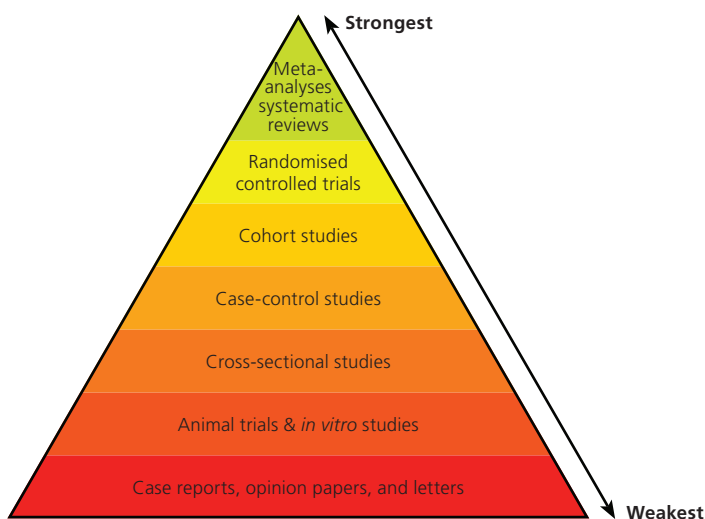 Strongest
Meta-
analyses
systematic
reviews
Randomised
controlled trials
Cohort studies
Case-control studies
Cross-sectional studies
Animal trials & in vitro studies
Case reports, opinion papers, and letters
Weakest